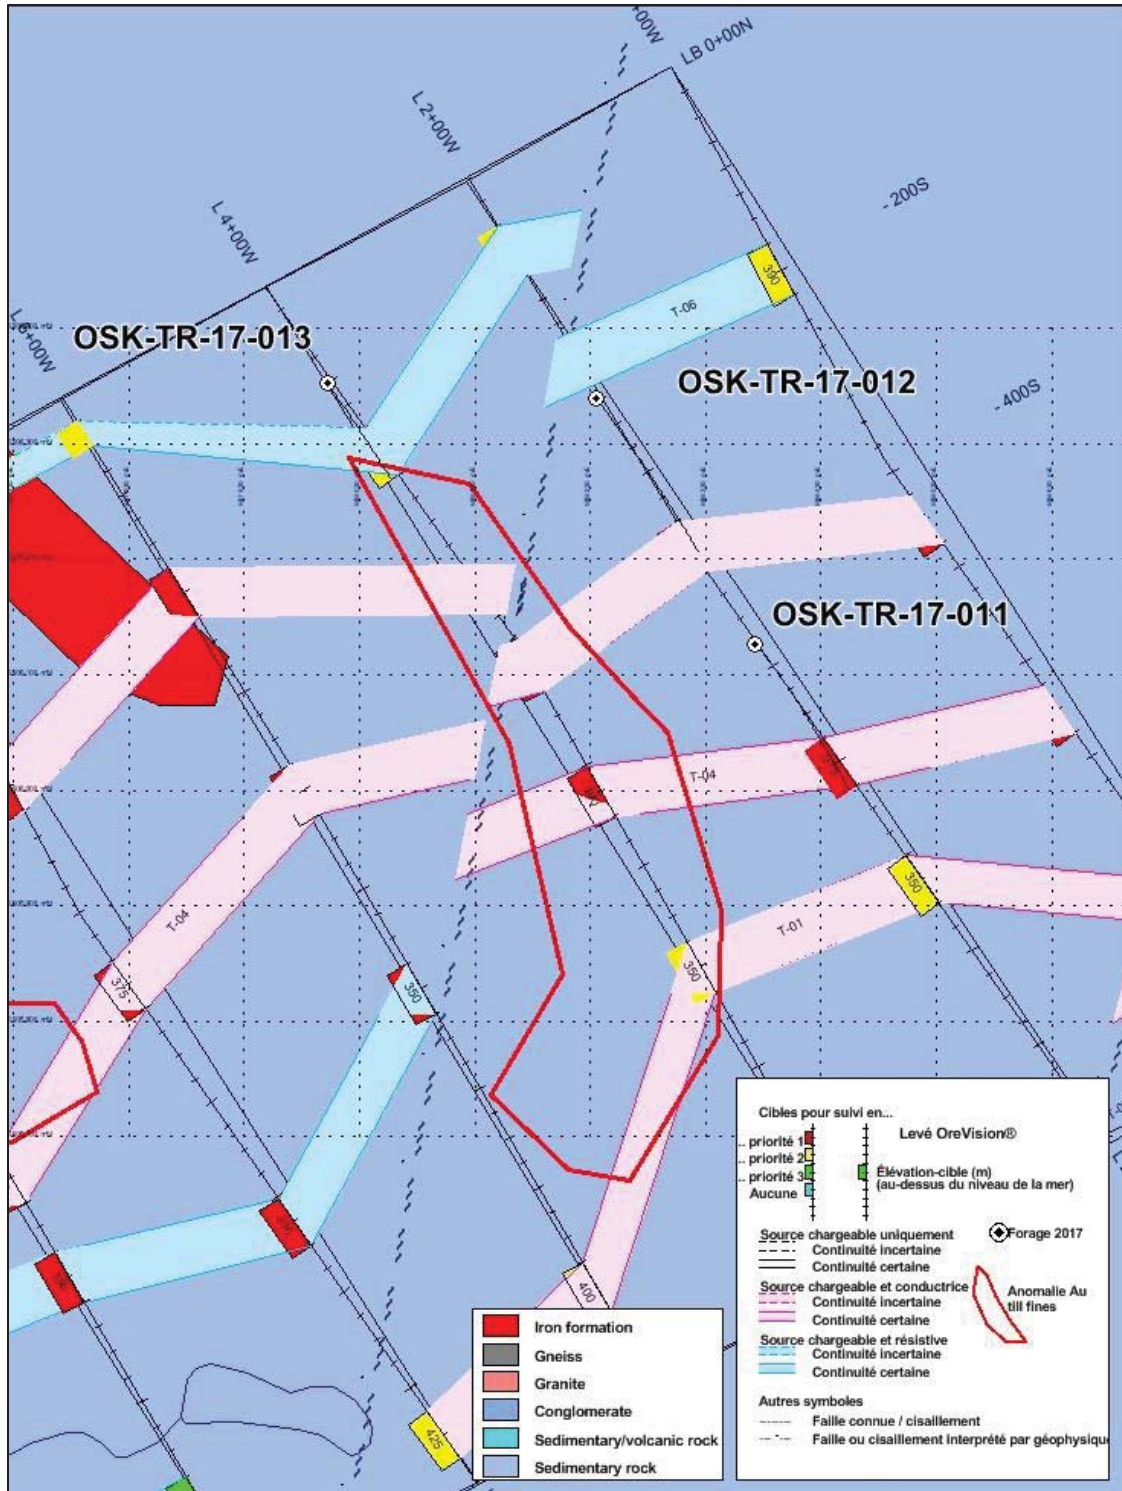 +00W
LB 0+00N
L 2+00W
- 200S
L 4+00W
390
T-06
OSK-TR-17-013
OSK-TR-17-012
- 400S
OSK-TR-17-011
T-04
350
T-01
T-04
350
375
350
400
425
Cibles pour suivi en...
Levé OreVision®
.. priorité 1
.. priorité 2
.. priorité 3
Aucune
Élévation-cible (m)
(au-dessus du niveau de la mer)
Source chargeable uniquement
Continuité incertaine
Continuité certaine
Forage 2017
Source chargeable et conductrice
Continuité incertaine
Continuité certaine
Anomalie Au
till fines
Source chargeable et résistive
Continuité incertaine
Continuité certaine
Autres symboles
Faille connue / cisaillement
Faille ou cisaillement interprété par géophysiqu
Iron formation
Gneiss
Granite
Conglomerate
Sedimentary/volcanic rock
Sedimentary rock